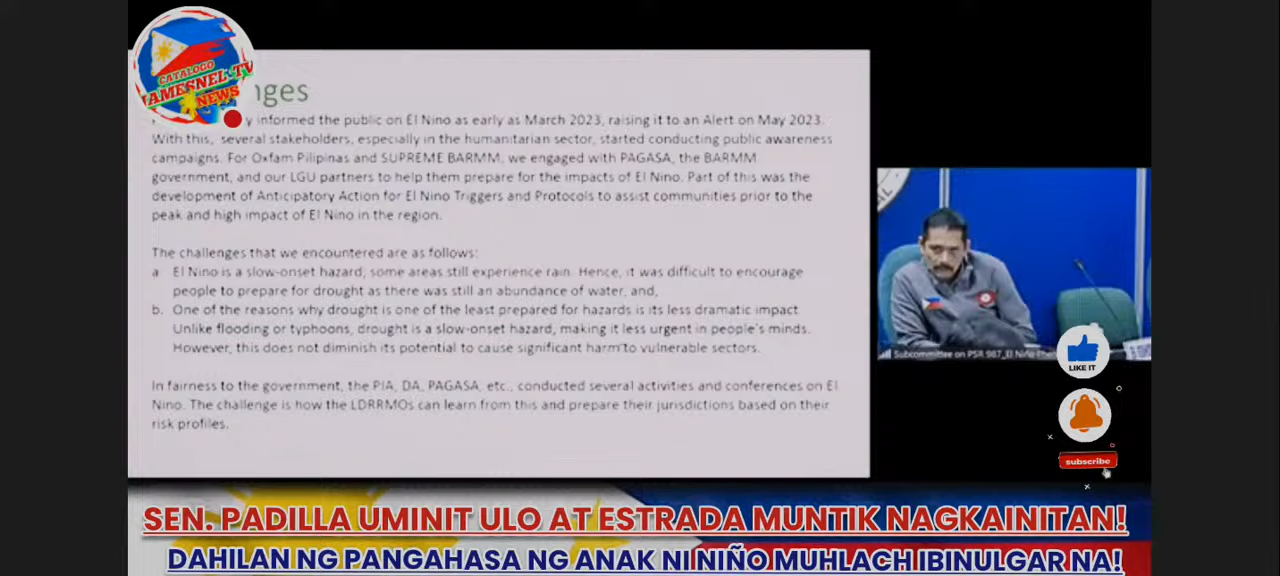 CATALOGO
JAMESNEL-TV
NEWS
nges
y informed the public on El Nino as early as March 2023, raising it to an Alert on May 2023.
With this, several stakeholders, especially in the humanitarian sector, started conducting public awareness
campaigns. For Oxfam Pilipinas and SUPREME BARMM, we engaged with PAGASA, the BARMM
government, and our LGU partners to help them prepare for the impacts of El Nino. Part of this was the
development of Anticipatory Action for El Nino Triggers and Protocols to assist communities prior to the
peak and high impact of El Nino in the region.
The challenges that we encountered are as follows:
a El Nino is a slow-onset hazard, some areas still experience rain. Hence, it was difficult to encourage
people to prepare for drought as there was still an abundance of water, and,
b. One of the reasons why drought is one of the least prepared for hazards is its less dramatic impact
Unlike flooding or typhoons, drought is a slow-onset hazard, making it less urgent in people's minds.
However, this does not diminish its potential to cause significant harm to vulnerable sectors.
In fairness to the government, the PIA, DA, PAGASA, etc., conducted several activities and conferences on El
Nino. The challenge is how the LDRRMOs can learn from this and prepare their jurisdictions based on their
risk profiles.
Subcommittee on PSR 987_El Niño
LIKE IT
subscribe
SEN. PADILLA UMINIT ULO AT ESTRADA MUNTIK NAGKAINITAN!
DAHILAN NG PANGAHASA NG ANAK NI NIÑO MUHLACH IBINULGAR NA!